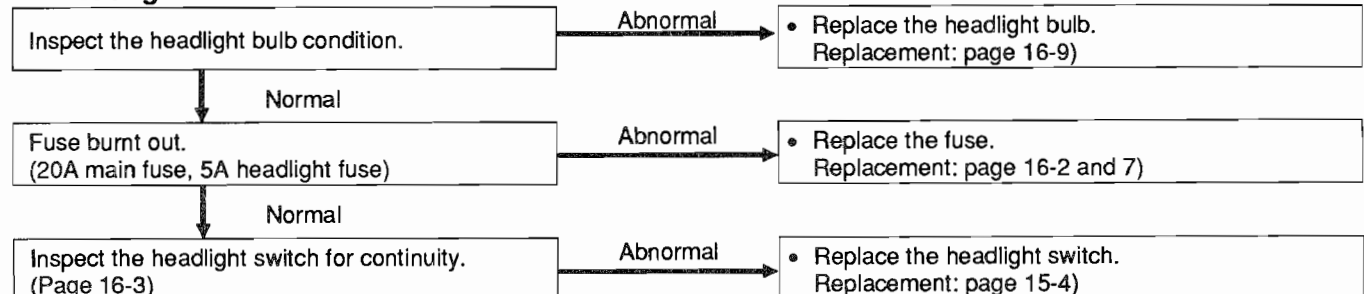 Inspect the headlight bulb condition.
Abnormal
• Replace the headlight bulb.
Replacement: page 16-9)
Normal
Fuse burnt out.
(20A main fuse, 5A headlight fuse)
Abnormal
• Replace the fuse.
Replacement: page 16-2 and 7)
Normal
Inspect the headlight switch for continuity.
(Page 16-3)
Abnormal
• Replace the headlight switch.
Replacement: page 15-4)